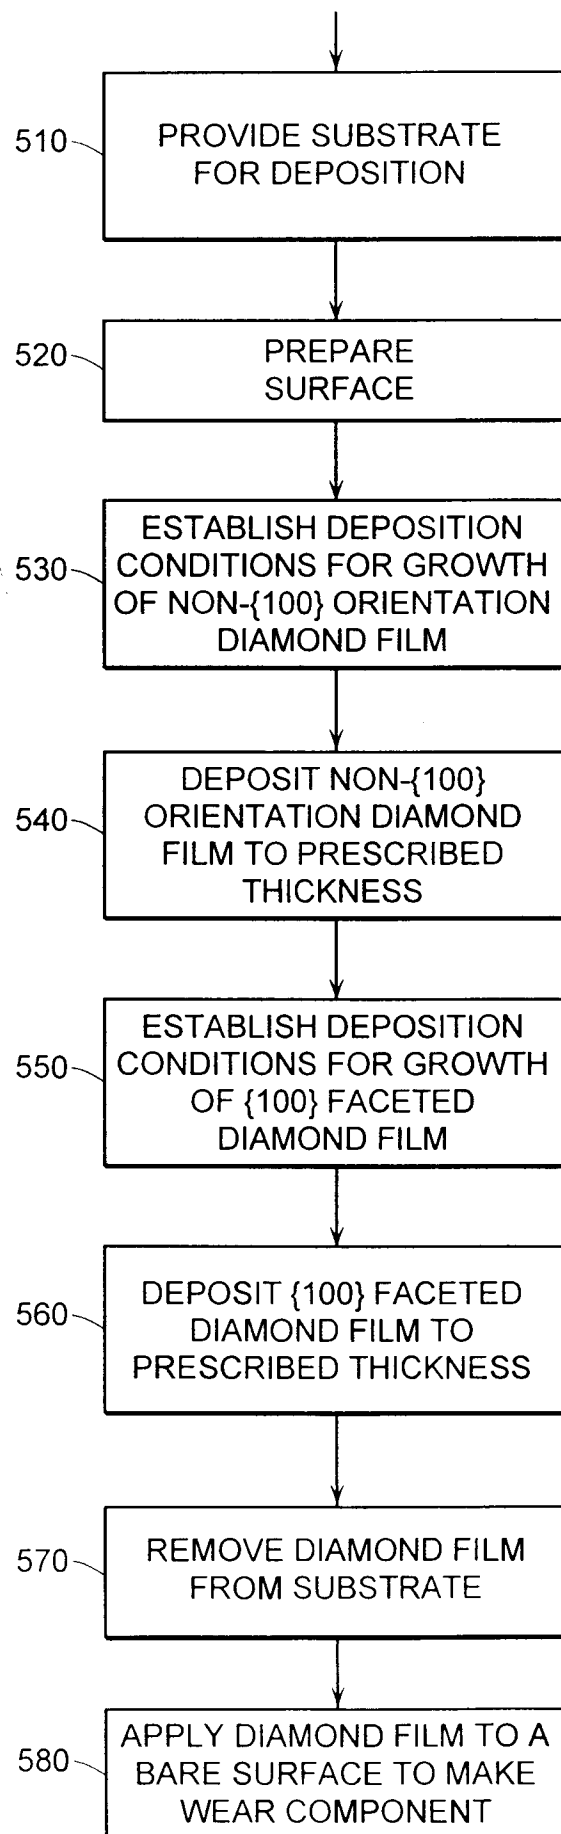 510
PROVIDE SUBSTRATE
FOR DEPOSITION
520
PREPARE
SURFACE
530
ESTABLISH DEPOSITION
CONDITIONS FOR GROWTH
OF NON-{100} ORIENTATION
DIAMOND FILM
540
DEPOSIT NON-{100}
ORIENTATION DIAMOND
FILM TO PRESCRIBED
THICKNESS
550
ESTABLISH DEPOSITION
CONDITIONS FOR GROWTH
OF {100} FACETED
DIAMOND FILM
560
DEPOSIT {100} FACETED
DIAMOND FILM TO
PRESCRIBED THICKNESS
570
REMOVE DIAMOND FILM
FROM SUBSTRATE
580
APPLY DIAMOND FILM TO A
BARE SURFACE TO MAKE
WEAR COMPONENT